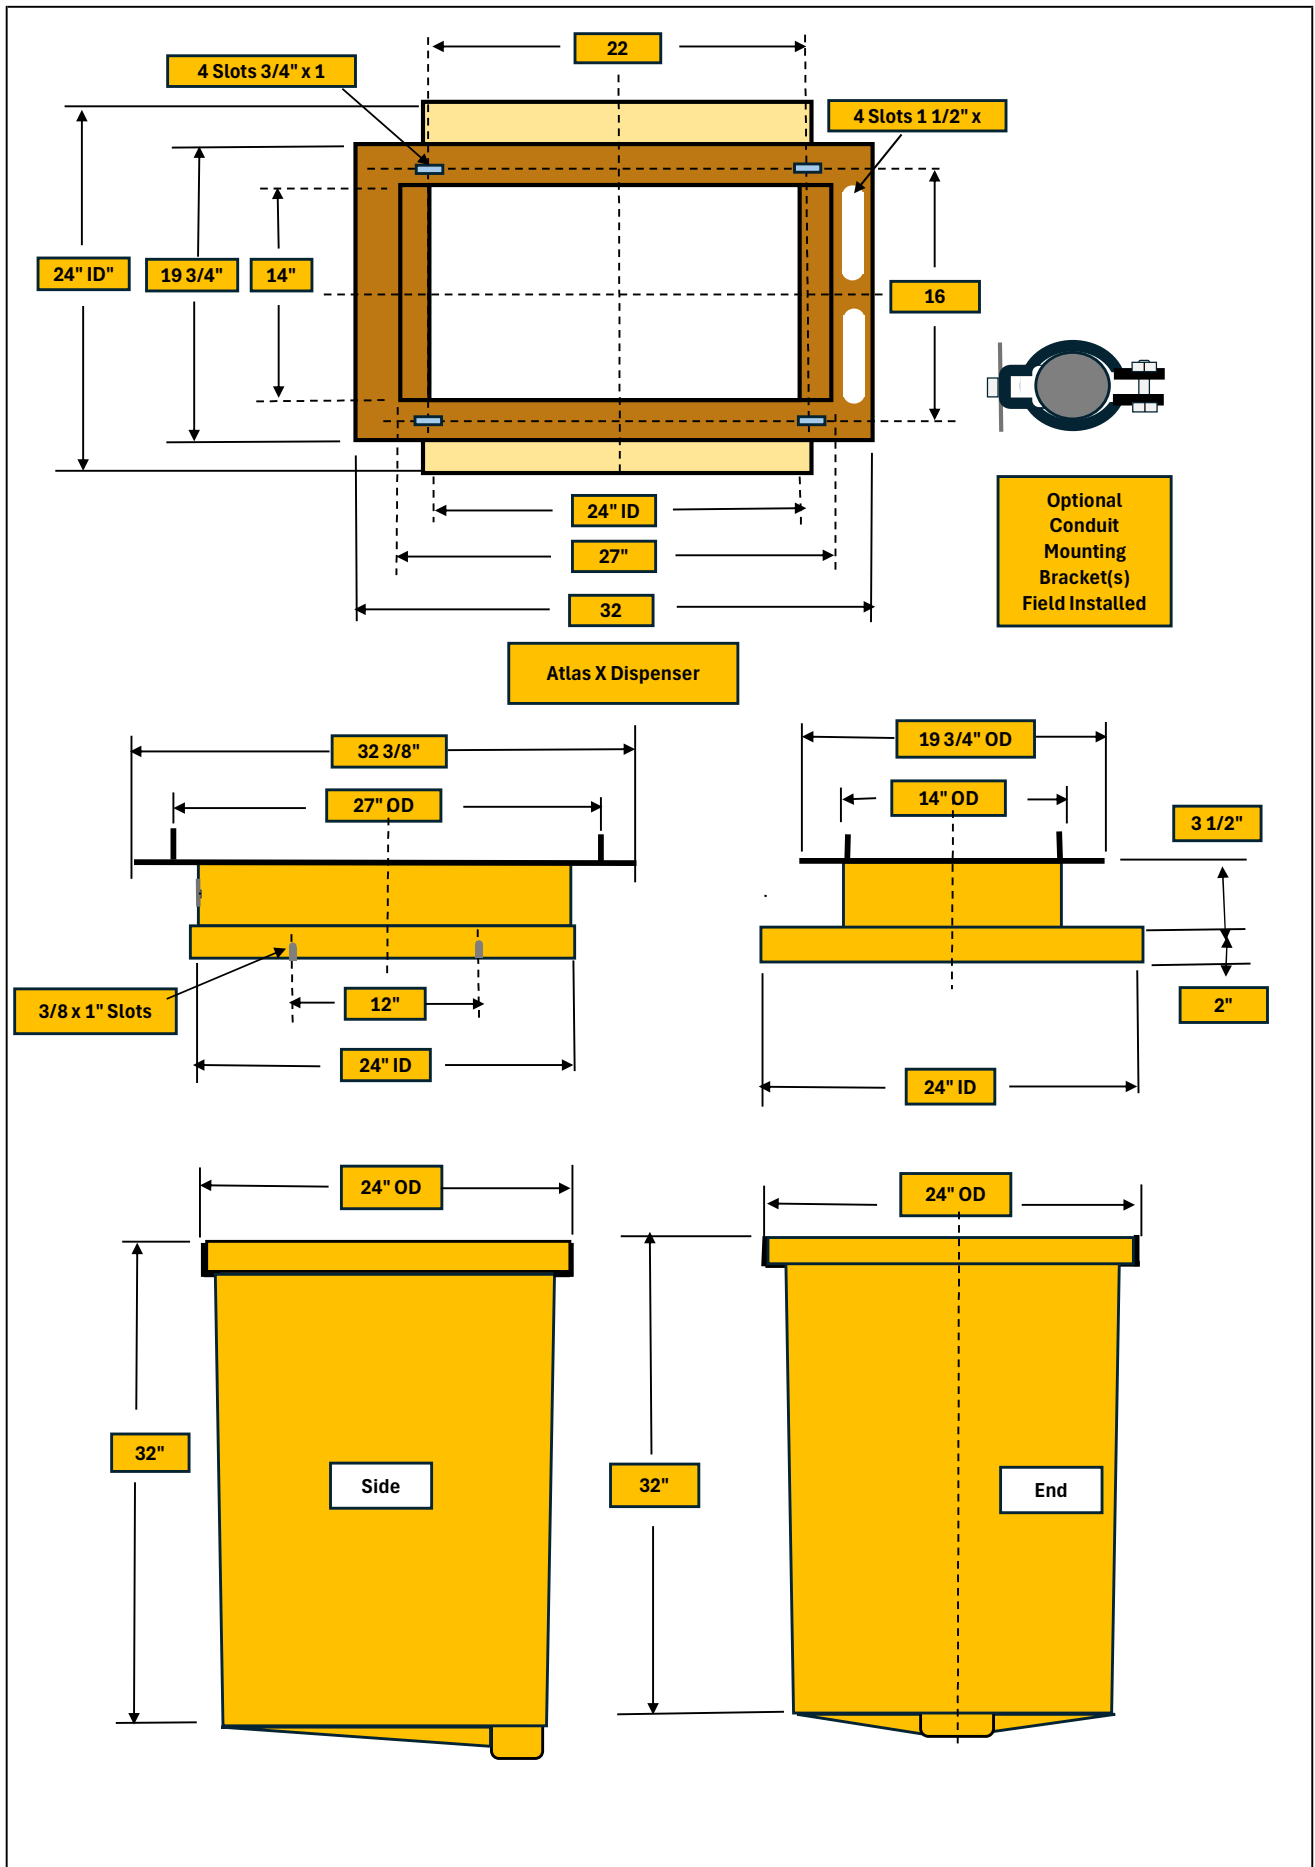 22
4 Slots 3/4" x 1
4 Slots 1 1/2" x
24" ID"
19 3/4"
14"
16
24" ID
27"
32
Optional
Conduit
Mounting
Bracket(s)
Field Installed
Atlas X Dispenser
32 3/8"
27" OD
19 3/4" OD
14" OD
3 1/2"
3/8 x 1" Slots
12"
2"
24" ID
24" ID
24" OD
24" OD
32"
Side
32"
End